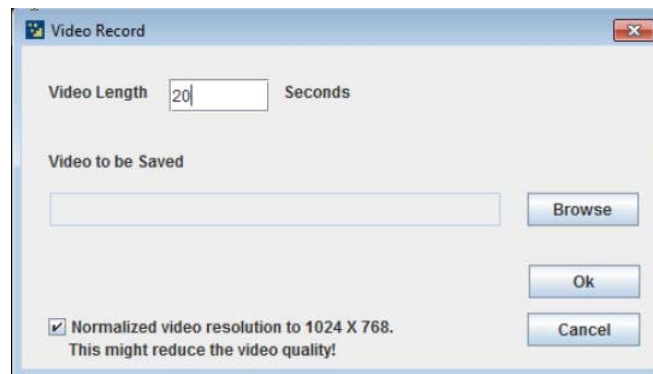 Video Record
Video Length 20 Seconds
Video to be Saved
Browse
Ok
Normalized video resolution to 1024 X 768.
This might reduce the video quality!
Cancel